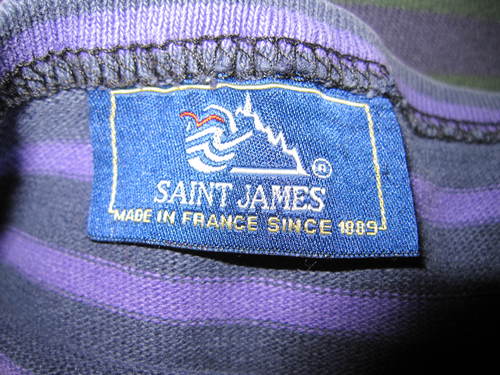 ®
SAINT JAMES
MADE IN FRANCE SINCE 1889